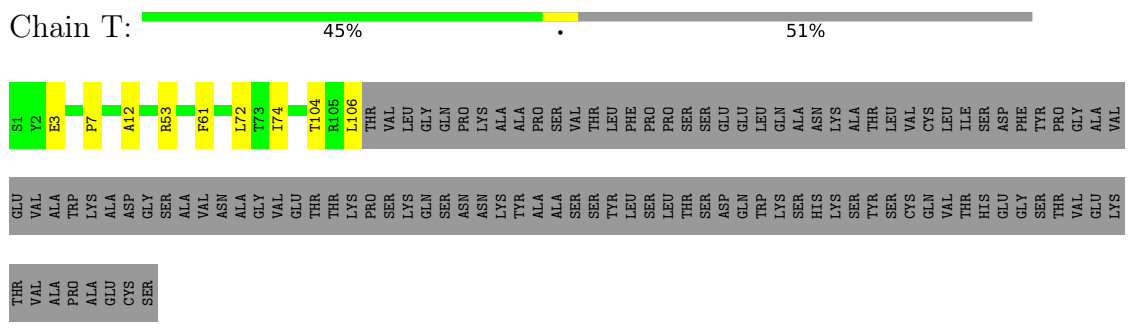 Chain T:
45% • 51%
S1 Y2 E3 P7 A12 R53 F61 L72 T73 I74 T104 R105 L106 THR VAL LEU GLY GLN PRO LYS ALA ALA PRO SER VAL THR LEU PHE PRO PRO SER SER GLU GLU LEU GLN ALA ASN LYS ALA THR LEU VAL CYS LEU ILE SER ASP PHE TYR PRO GLY ALA VAL
GLU VAL ALA TRP LYS ALA ASP GLY SER ALA VAL ASN ALA GLY VAL GLU THR THR LYS PRO SER LYS GLN SER ASN ASN LYS TYR ALA ALA SER SER TYR LEU SER LEU THR SER ASP GLN TRP LYS SER HIS LYS SER TYR SER CYS GLN VAL THR HIS GLU GLY SER THR VAL GLU LYS
THR VAL ALA PRO ALA GLU CYS SER